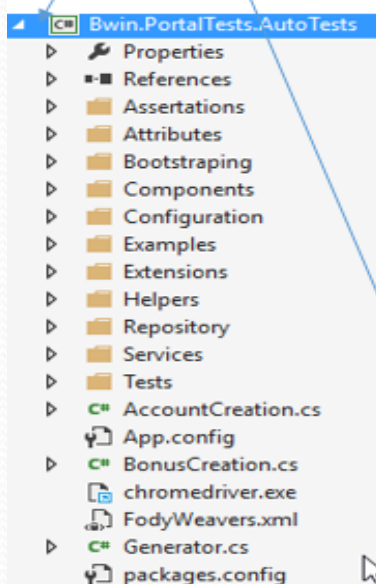 C# Bwin.PortalTests.AutoTests
Properties
References
Assertations
Attributes
Bootstraping
Components
Configuration
Examples
Extensions
Helpers
Repository
Services
Tests
C# AccountCreation.cs
App.config
C# BonusCreation.cs
chromedriver.exe
FodyWeavers.xml
C# Generator.cs
packages.config